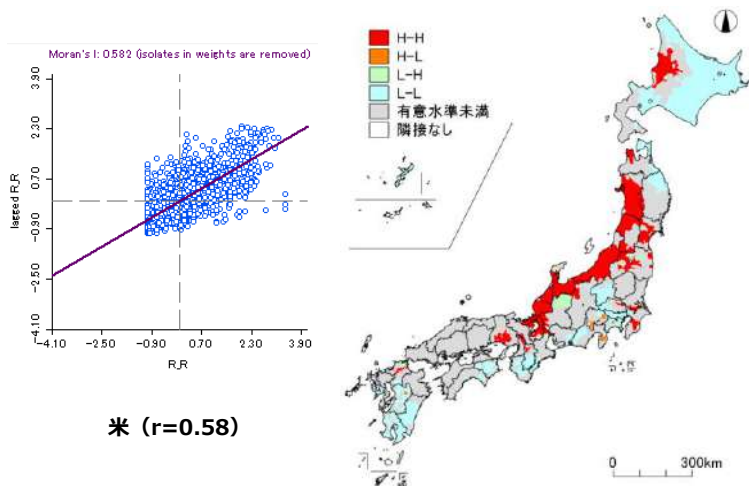 Moran's I: 0.582 (isolates in weights are removed)
3.90
2.30
0.70
-0.90
-2.50
-4.10
lagged R_R
-4.10 -2.50 -0.90 0.70 2.30 3.90
R_R
米（r=0.58）
H-H
H-L
L-H
L-L
有意水準未満
隣接なし
0 300km